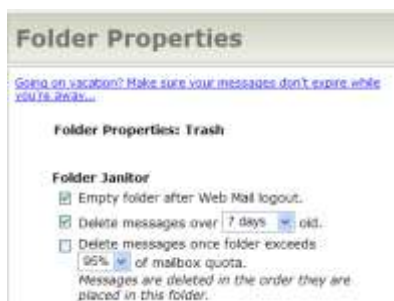 Folder Properties
Going on vacation? Make sure your messages don't expire while
you're away...
Folder Properties: Trash
Folder Janitor
Empty folder after Web Mail logout.
Delete messages over 7 days old.
Delete messages once folder exceeds
95% of mailbox quota.
Messages are deleted in the order they are
placed in this folder.